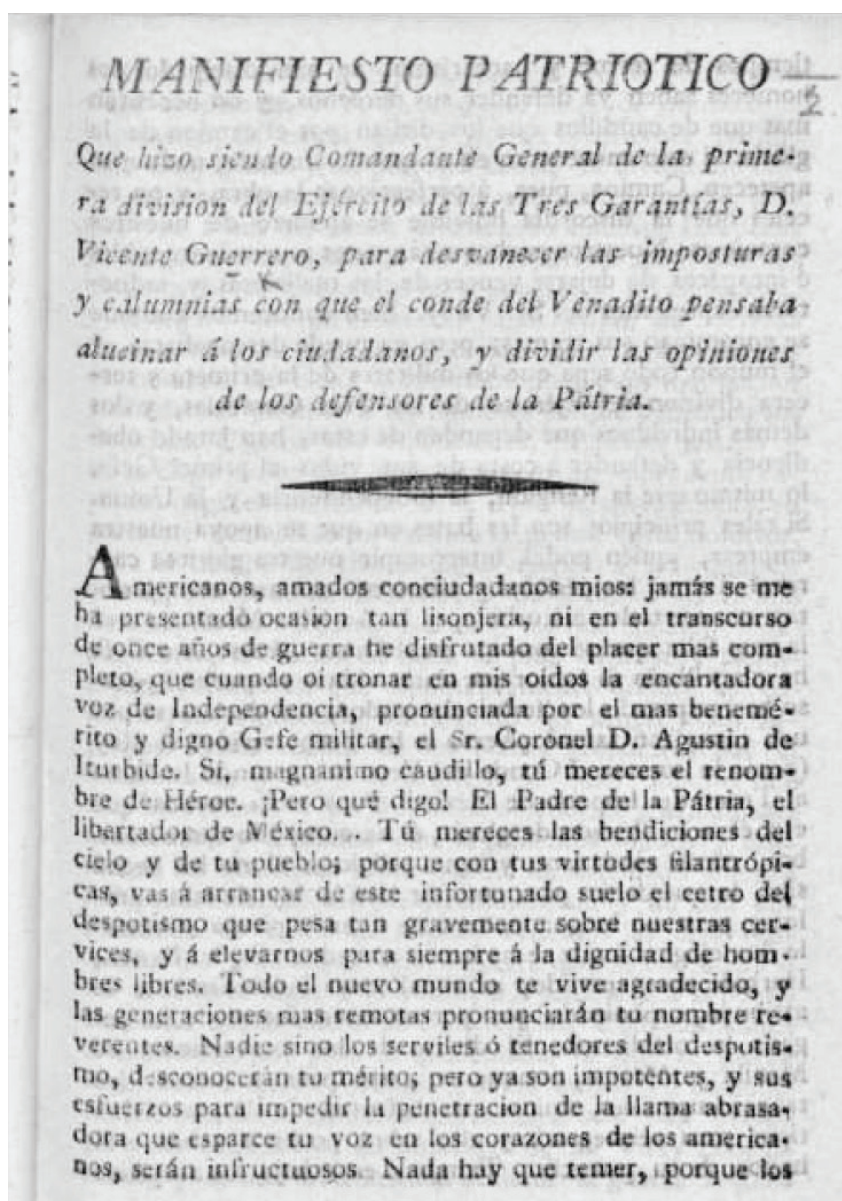 MANIFIESTO PATRIOTICO
2
Que hizo siendo Comandante General de la prime-
ra division del Ejército de las Tres Garantías, D.
Vicente Guerrero, para desvanecer las imposturas
y calumnias con que el conde del Venadito pensaba
alucinar á los ciudadanos, y dividir las opiniones
de los defensores de la Pátria.
Americanos, amados conciudadanos mios: jamás se me
ha presentado ocasion tan lisonjera, ni en el transcurso
de once años de guerra he disfrutado del placer mas com-
pleto, que cuando oí tronar en mis oidos la encantadora
voz de Independencia, pronunciada por el mas benemé-
rito y digno Gefe militar, el Sr. Coronel D. Agustin de
Iturbide. Si, magnanimo caudillo, tú mereces el renom-
bre de Héroe. ¡Pero qué digo! El Padre de la Pátria, el
libertador de México... Tú mereces las bendiciones del
cielo y de tu pueblo; porque con tus virtudes filantrópi-
cas, vas á arrancar de este infortunado suelo el cetro del
despotismo que pesa tan gravemente sobre nuestras cer-
vices, y á elevarnos para siempre á la dignidad de hom-
bres libres. Todo el nuevo mundo te vive agradecido, y
las generaciones mas remotas pronunciarán tu nombre re-
verentes. Nadie sino los serviles ó tenedores del despotis-
mo, desconocerán tu mérito; pero ya son impotentes, y sus
esfuerzos para impedir la penetracion de la llama abrasa-
dora que esparce tu voz en los corazones de los america-
nos, serán infructuosos. Nada hay que temer, porque los